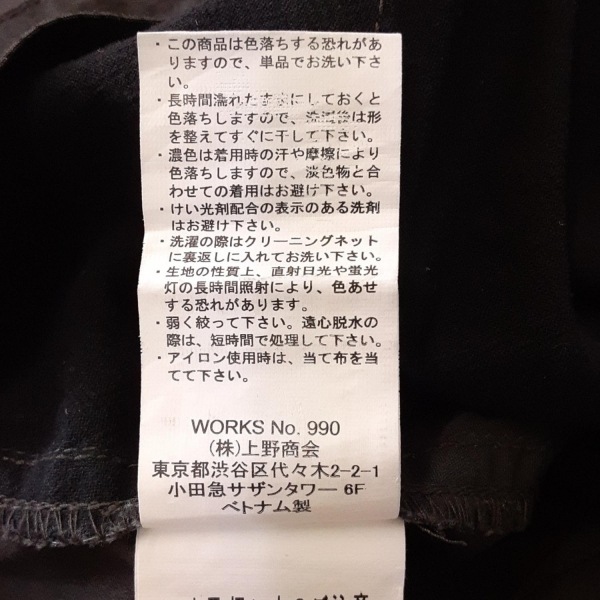 ・この商品は色落ちする恐れがあ
りますので、単品でお洗い下さ
い。
・長時間濡れたままにしておくと
色落ちしますので、洗濯後は形
を整えてすぐに干して下さい。
・濃色は着用時の汗や摩擦により
色落ちしますので、淡色物と合
わせての着用はお避け下さい。
・けい光剤配合の表示のある洗剤
はお避け下さい。
・洗濯の際はクリーニングネット
に裏返しに入れてお洗い下さい。
・生地の性質上、直射日光や蛍光
灯の長時間照射により、色あせ
する恐れがあります。
・弱く絞って下さい。遠心脱水の
際は、短時間で処理して下さい。
・アイロン使用時は、当て布を当
てて下さい。
WORKS No. 990
(株)上野商会
東京都渋谷区代々木2-2-1
小田急サザンタワー 6F
ベトナム製